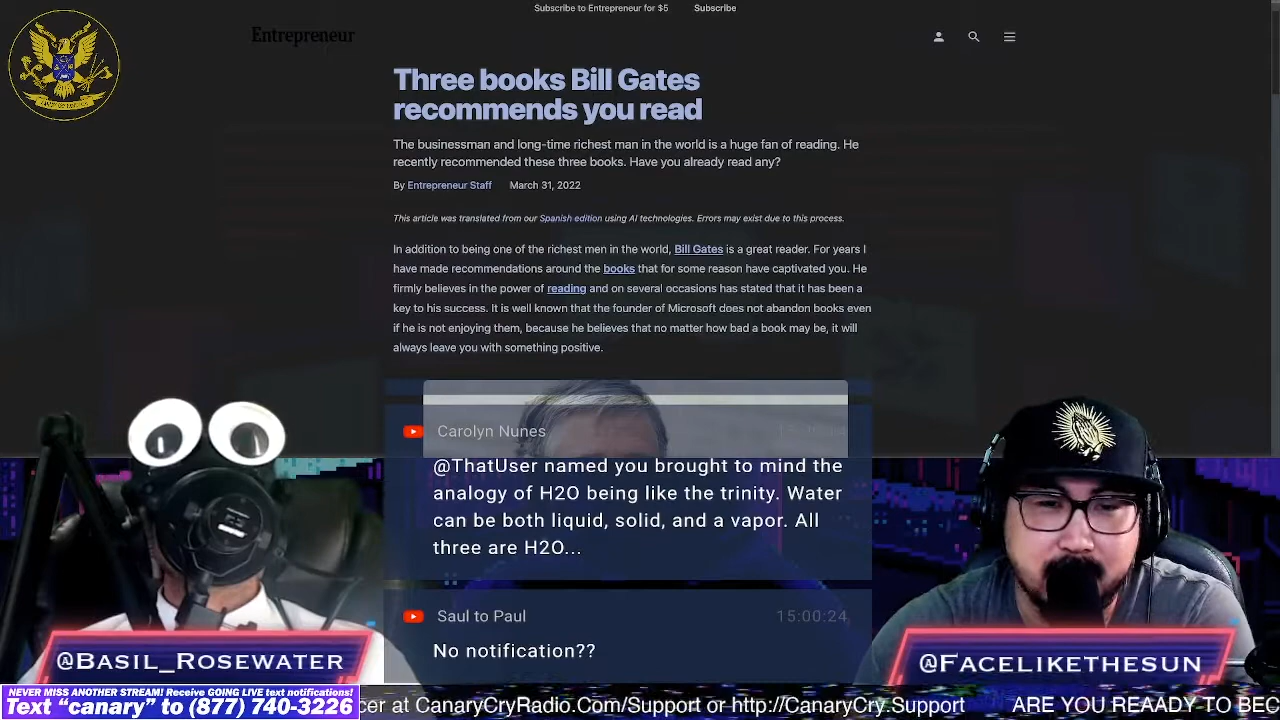 Subscribe to Entrepreneur for $5 Subscribe
Entrepreneur
Three books Bill Gates
recommends you read
The businessman and long-time richest man in the world is a huge fan of reading. He
recently recommended these three books. Have you already read any?
By Entrepreneur Staff March 31, 2022
This article was translated from our Spanish edition using AI technologies. Errors may exist due to this process.
In addition to being one of the richest men in the world, Bill Gates is a great reader. For years I
have made recommendations around the books that for some reason have captivated you. He
firmly believes in the power of reading and on several occasions has stated that it has been a
key to his success. It is well known that the founder of Microsoft does not abandon books even
if he is not enjoying them, because he believes that no matter how bad a book may be, it will
always leave you with something positive.
Carolyn Nunes
@ThatUser named you brought to mind the
analogy of H2O being like the trinity. Water
can be both liquid, solid, and a vapor. All
three are H2O...
Saul to Paul 15:00:24
No notification??
@BASIL_ROSEWATER
@FACELIKETHESUN
NEVER MISS ANOTHER STREAM! Receive GOING LIVE text notifications!
Text "canary" to (877) 740-3226
cer at CanaryCryRadio.Com/Support or http://CanaryCry.Support ARE YOU REAADY TO BEC